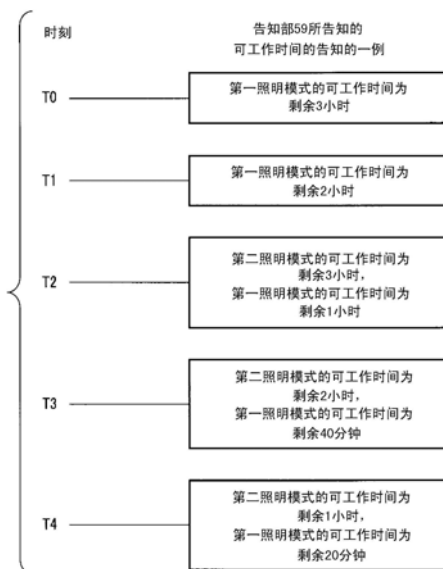 时刻
告知部59所告知的
可工作时间的告知的一例
T0
第一照明模式的可工作时间为
剩余3小时
T1
第一照明模式的可工作时间为
剩余2小时
T2
第二照明模式的可工作时间为
剩余3小时，
第一照明模式的可工作时间为
剩余1小时
T3
第二照明模式的可工作时间为
剩余2小时，
第一照明模式的可工作时间为
剩余40分钟
T4
第二照明模式的可工作时间为
剩余1小时，
第一照明模式的可工作时间为
剩余20分钟